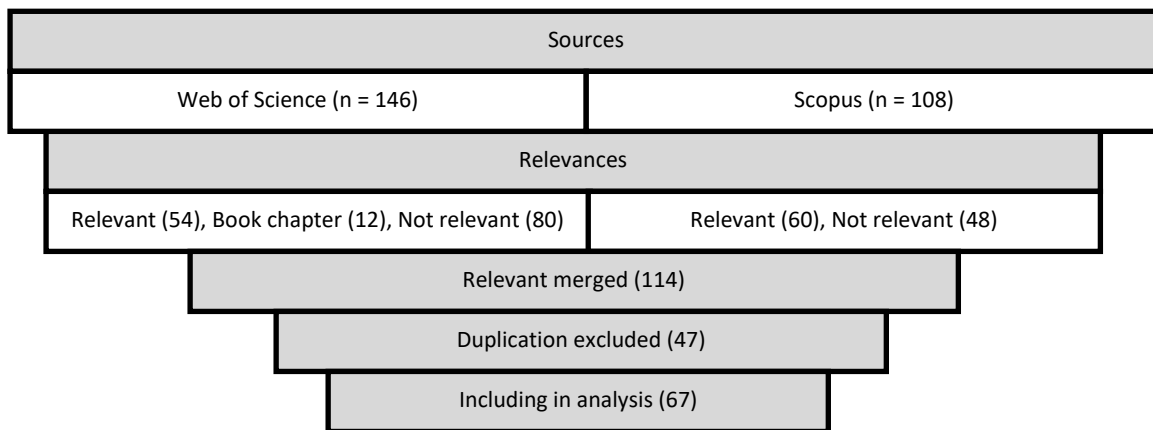 Sources
Web of Science (n = 146)
Scopus (n = 108)
Relevances
Relevant (54), Book chapter (12), Not relevant (80)
Relevant (60), Not relevant (48)
Relevant merged (114)
Duplication excluded (47)
Including in analysis (67)